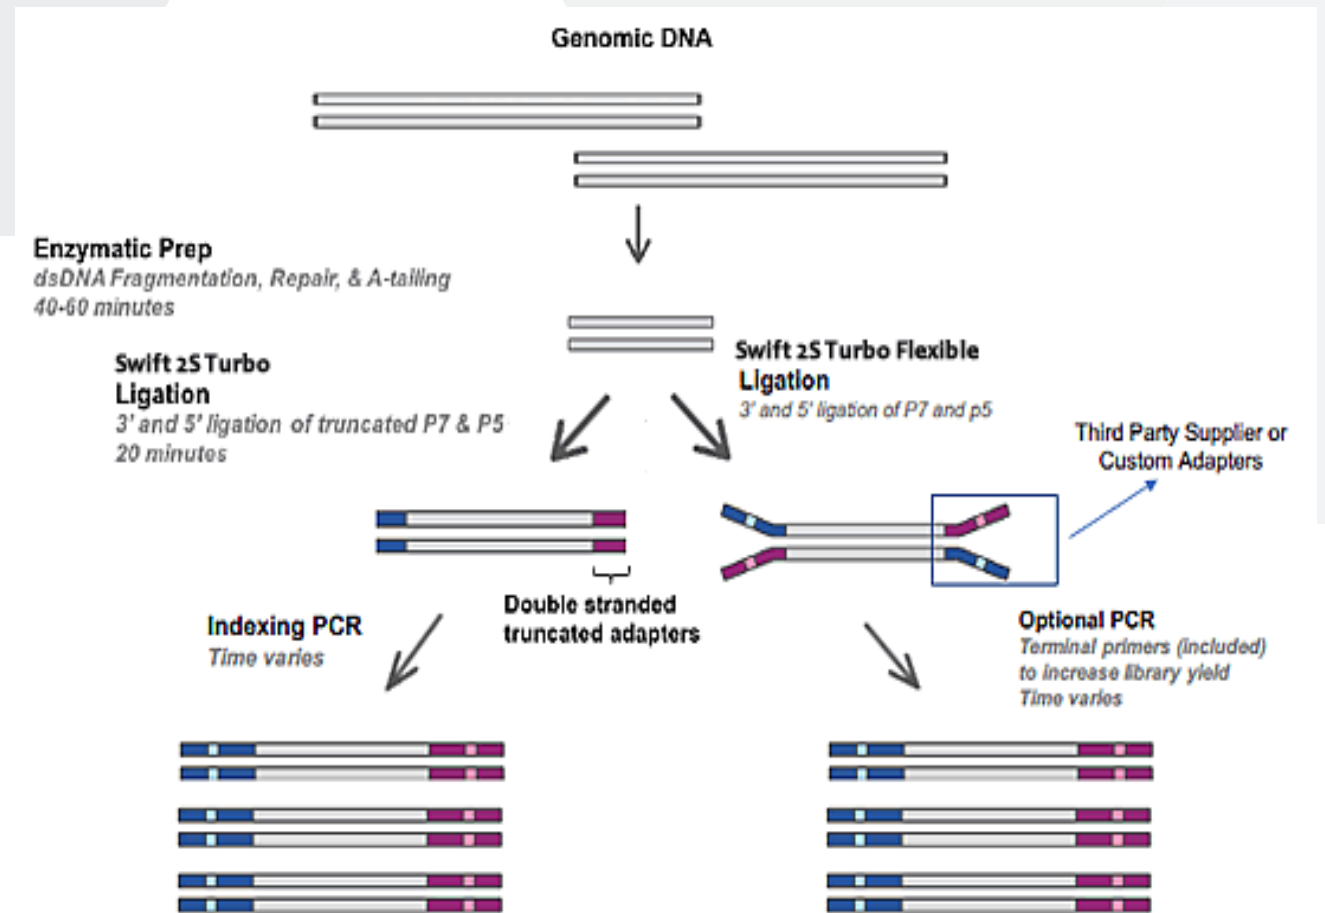 Genomic DNA
Enzymatic Prep
dsDNA Fragmentation, Repair, & A-tailing
40-60 minutes
Swift 2S Turbo
Ligation
3' and 5' ligation of truncated P7 & P5
20 minutes
Swift 2S Turbo Flexible
Ligation
3' and 5' ligation of P7 and p5
Third Party Supplier or
Custom Adapters
Double stranded
truncated adapters
Indexing PCR
Time varies
Optional PCR
Terminal primers (included)
to increase library yield
Time varies